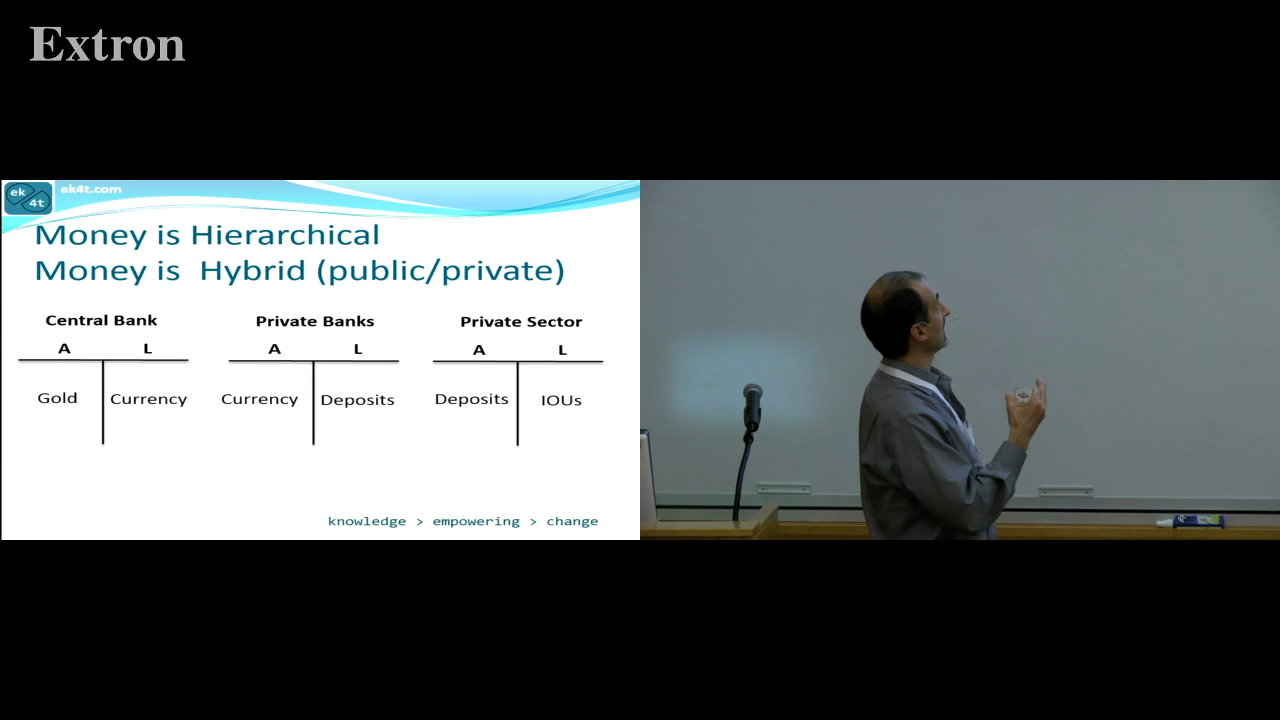 Extron
ek
4t
ek4t.com
Money is Hierarchical
Money is Hybrid (public/private)
Central Bank
A L
Gold Currency
Private Banks
A L
Currency Deposits
Private Sector
A L
Deposits IOUs
knowledge > empowering > change